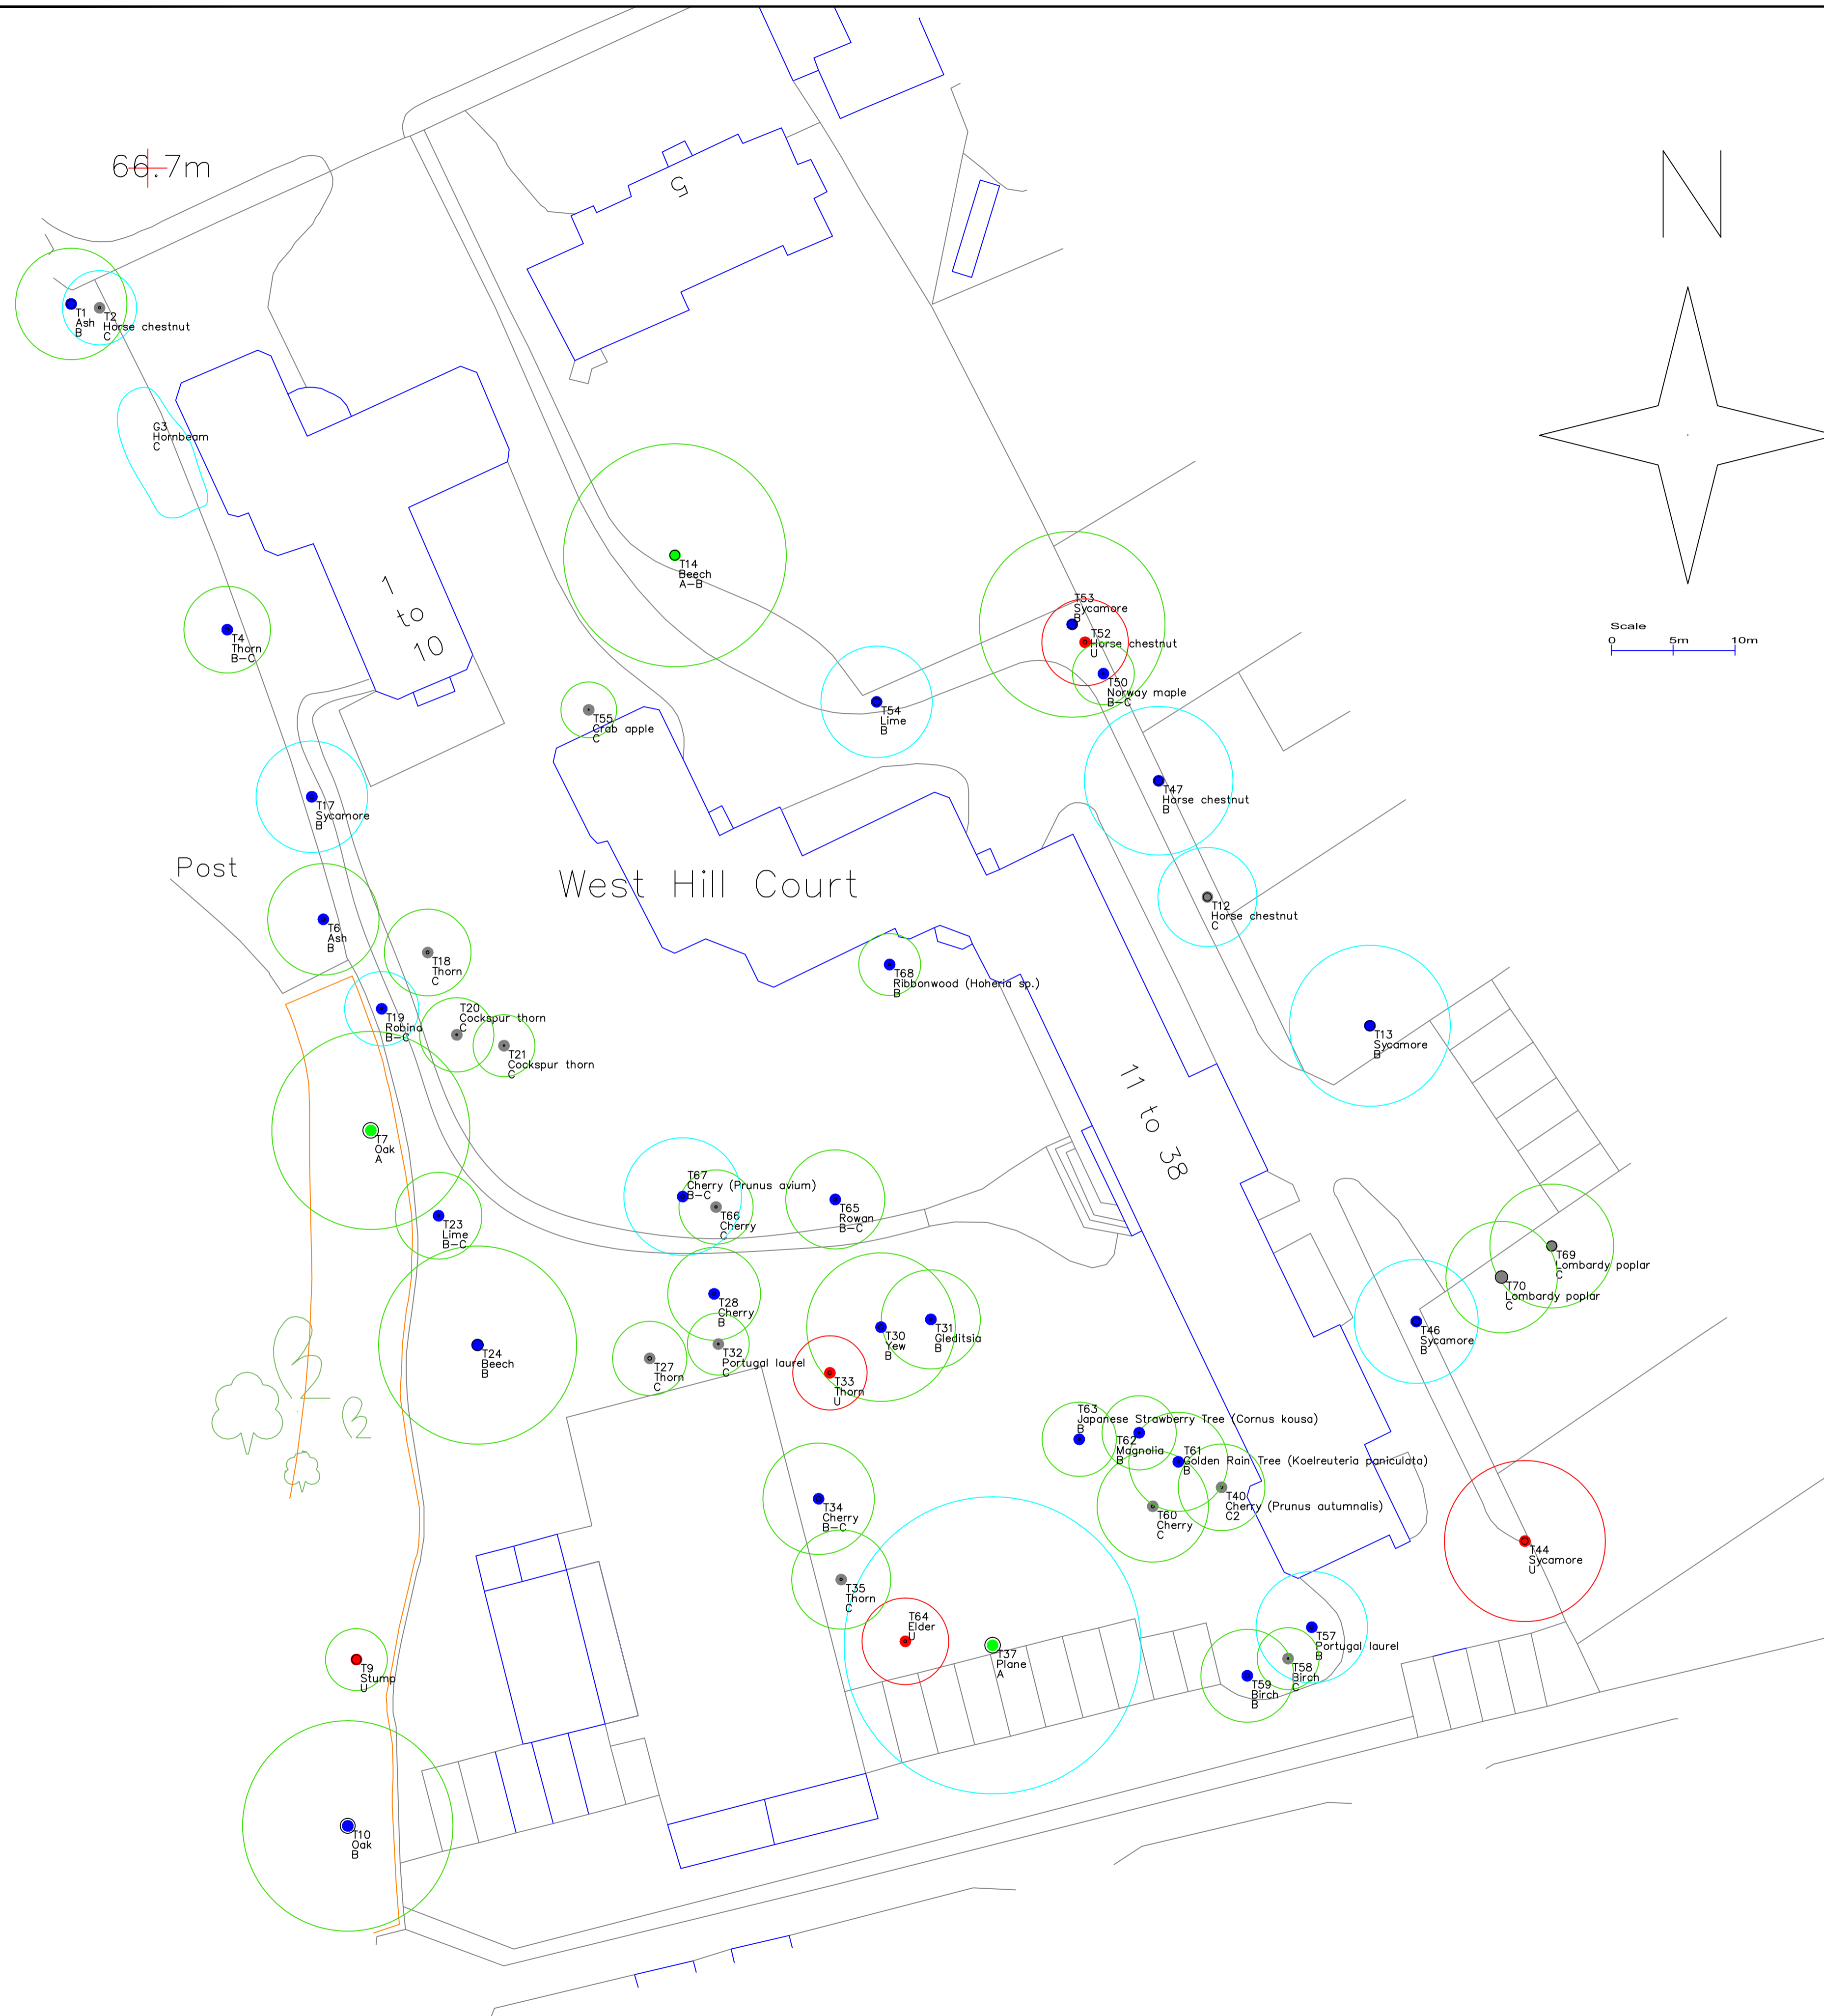 66.7m
N
5
T1
Ash
B
T2
Horse chestnut
C
G3
Hornbeam
C
T14
Beech
A-B
1
to
10
T4
Thorn
B-C
T53
Sycamore
B
T52
Horse chestnut
U
T50
Norway maple
B-C
Scale
0 5m 10m
T55
Crab apple
C
T54
Lime
B
T17
Sycamore
B
T47
Horse chestnut
B
Post
West Hill Court
T12
Horse chestnut
C
T6
Ash
B
T18
Thorn
C
T68
Ribbonwood (Hoheria sp.)
B
T19
Robina
B-C
T20
Cockspur thorn
C
T21
Cockspur thorn
C
T13
Sycamore
B
11 to 38
T7
Oak
A
T67
Cherry (Prunus avium)
B-C
T66
Cherry
C
T65
Rowan
B-C
T23
Lime
B-C
T69
Lombardy poplar
C
T70
Lombardy poplar
C
T28
Cherry
B
T30
Yew
B
T31
Gleditsia
B
T46
Sycamore
B
T24
Beech
B
T27
Thorn
C
T32
Portugal laurel
C
T33
Thorn
U
T63
Japanese Strawberry Tree (Cornus kousa)
B
T62
Magnolia
B
T61
Golden Rain Tree (Koelreuteria paniculata)
B
T40
Cherry (Prunus autumnalis)
C2
T60
Cherry
C
T34
Cherry
B-C
T44
Sycamore
U
T35
Thorn
C
T64
Elder
U
T37
Plane
A
T57
Portugal laurel
B
T58
Birch
C
T59
Birch
B
T9
Stump
U
T10
Oak
B